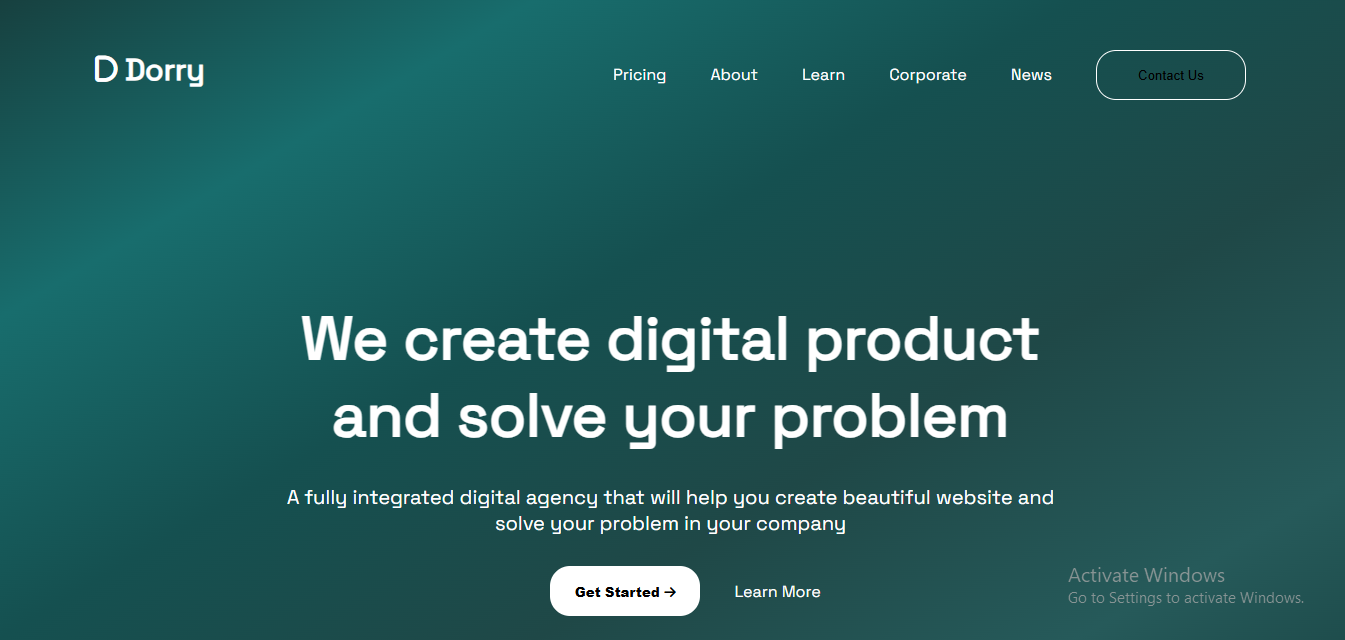 D Dorry
Pricing About Learn Corporate News Contact Us
We create digital product
and solve your problem
A fully integrated digital agency that will help you create beautiful website and
solve your problem in your company
Get Started → Learn More
Activate Windows
Go to Settings to activate Windows.